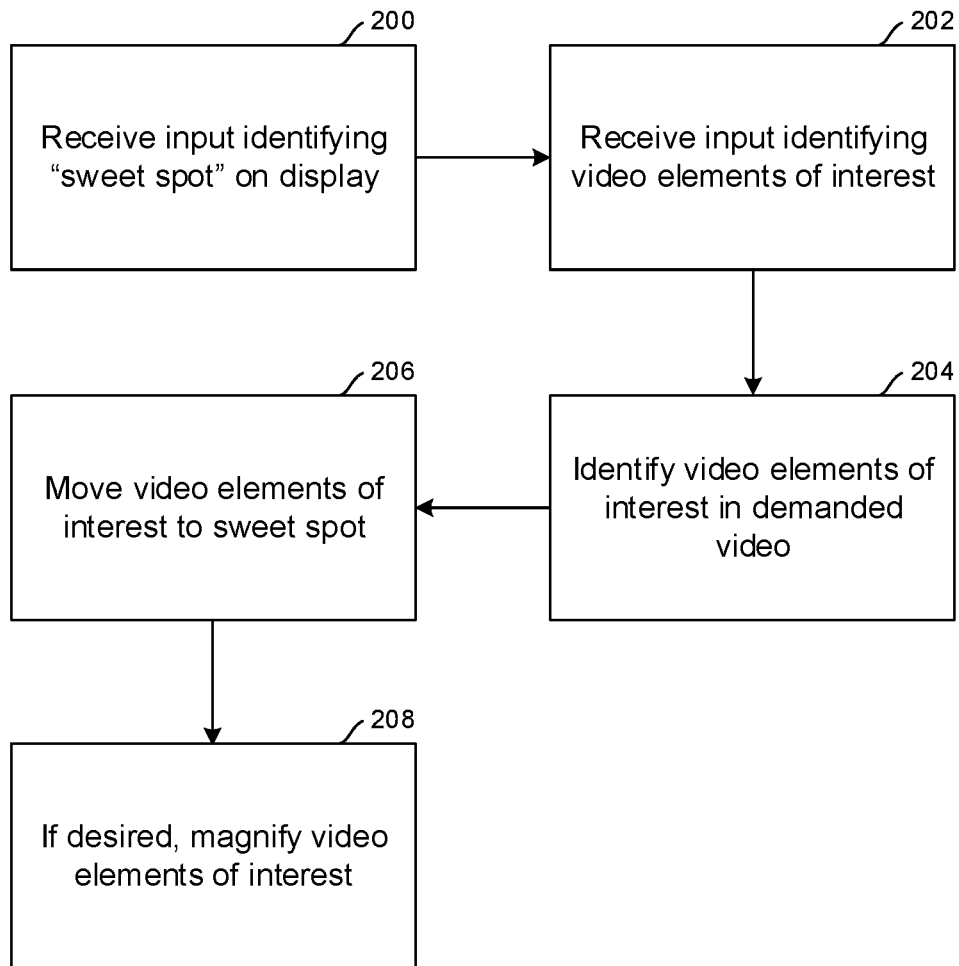 200
Receive input identifying
“sweet spot” on display
202
Receive input identifying
video elements of interest
204
Identify video elements of
interest in demanded
video
206
Move video elements of
interest to sweet spot
208
If desired, magnify video
elements of interest